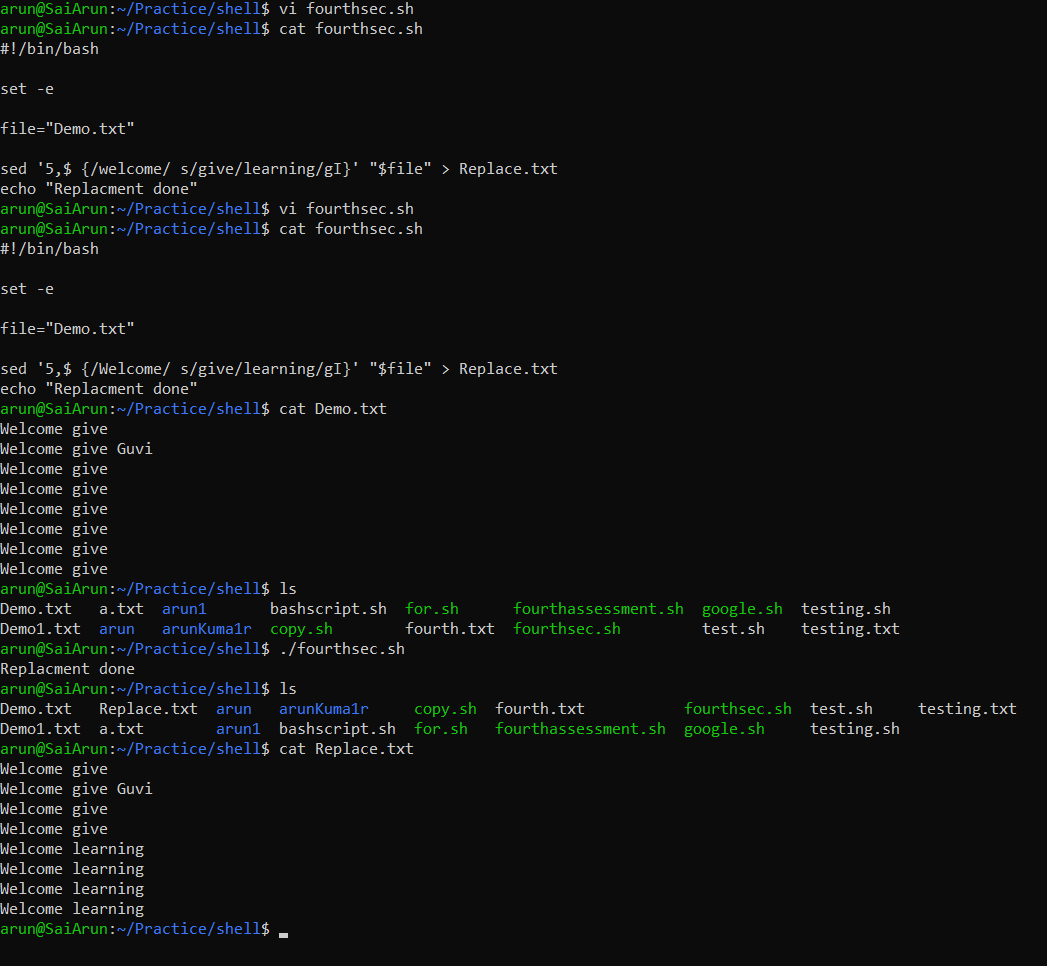 arun@SaiArun:~/Practice/shell$ vi fourthsec.sh
arun@SaiArun:~/Practice/shell$ cat fourthsec.sh
#!/bin/bash
set -e
file="Demo.txt"
sed '5,$ {/welcome/ s/give/learning/gI}' "$file" > Replace.txt
echo "Replacment done"
arun@SaiArun:~/Practice/shell$ vi fourthsec.sh
arun@SaiArun:~/Practice/shell$ cat fourthsec.sh
#!/bin/bash
set -e
file="Demo.txt"
sed '5,$ {/Welcome/ s/give/learning/gI}' "$file" > Replace.txt
echo "Replacment done"
arun@SaiArun:~/Practice/shell$ cat Demo.txt
Welcome give
Welcome give Guvi
Welcome give
Welcome give
Welcome give
Welcome give
Welcome give
Welcome give
arun@SaiArun:~/Practice/shell$ ls
Demo.txt a.txt arun1 bashscript.sh for.sh fourthassessment.sh google.sh testing.sh
Demo1.txt arun arunKuma1r copy.sh fourth.txt fourthsec.sh test.sh testing.txt
arun@SaiArun:~/Practice/shell$ ./fourthsec.sh
Replacment done
arun@SaiArun:~/Practice/shell$ ls
Demo.txt Replace.txt arun arunKuma1r copy.sh fourth.txt fourthsec.sh test.sh testing.txt
Demo1.txt a.txt arun1 bashscript.sh for.sh fourthassessment.sh google.sh testing.sh
arun@SaiArun:~/Practice/shell$ cat Replace.txt
Welcome give
Welcome give Guvi
Welcome give
Welcome give
Welcome learning
Welcome learning
Welcome learning
Welcome learning
arun@SaiArun:~/Practice/shell$